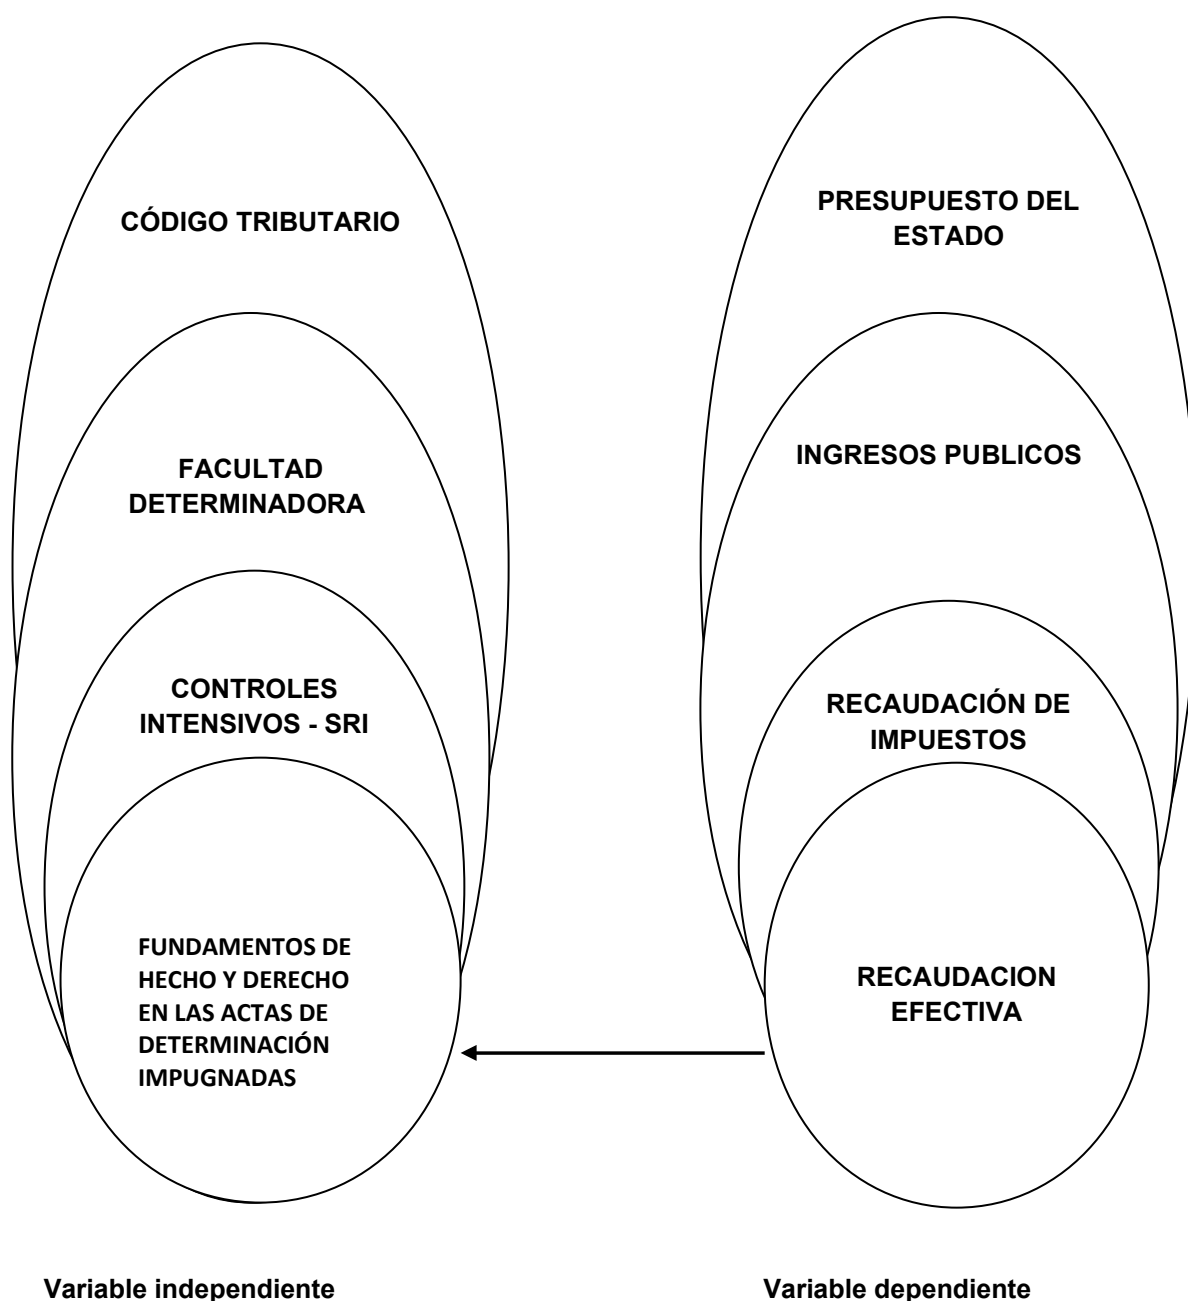 CÓDIGO TRIBUTARIO
FACULTAD
DETERMINADORA
CONTROLES
INTENSIVOS - SRI
FUNDAMENTOS DE
HECHO Y DERECHO
EN LAS ACTAS DE
DETERMINACIÓN
IMPUGNADAS
Variable independiente
PRESUPUESTO DEL
ESTADO
INGRESOS PUBLICOS
RECAUDACIÓN DE
IMPUESTOS
RECAUDACION
EFECTIVA
Variable dependiente